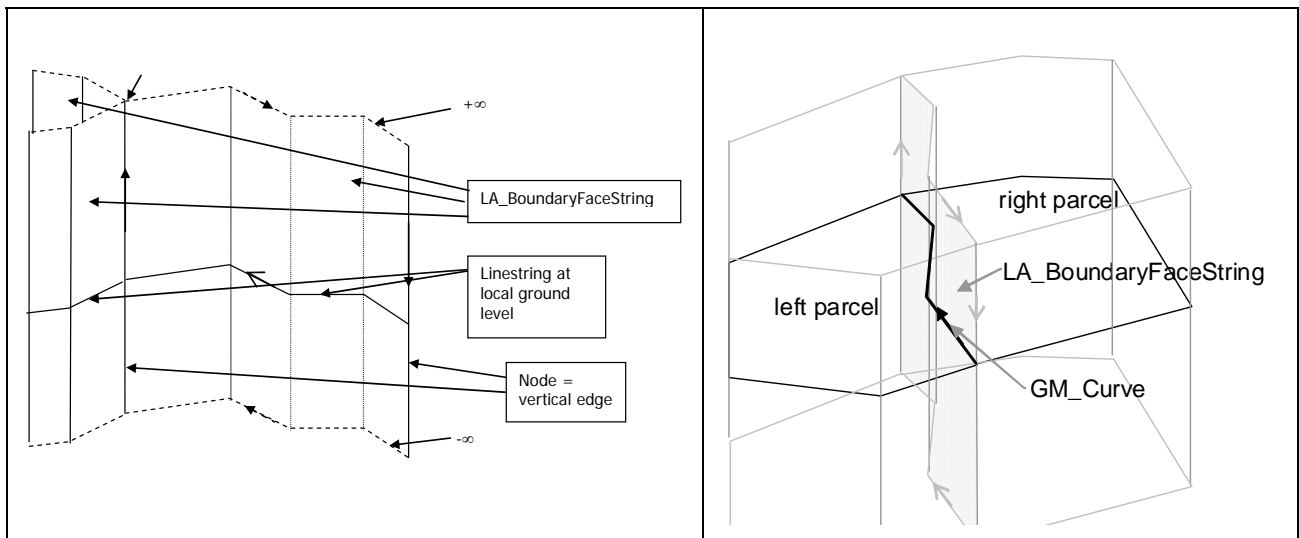 +∞
LA_BoundaryFaceString
Linestring at
local ground
level
Node =
vertical edge
-∞
right parcel
LA_BoundaryFaceString
left parcel
GM_Curve